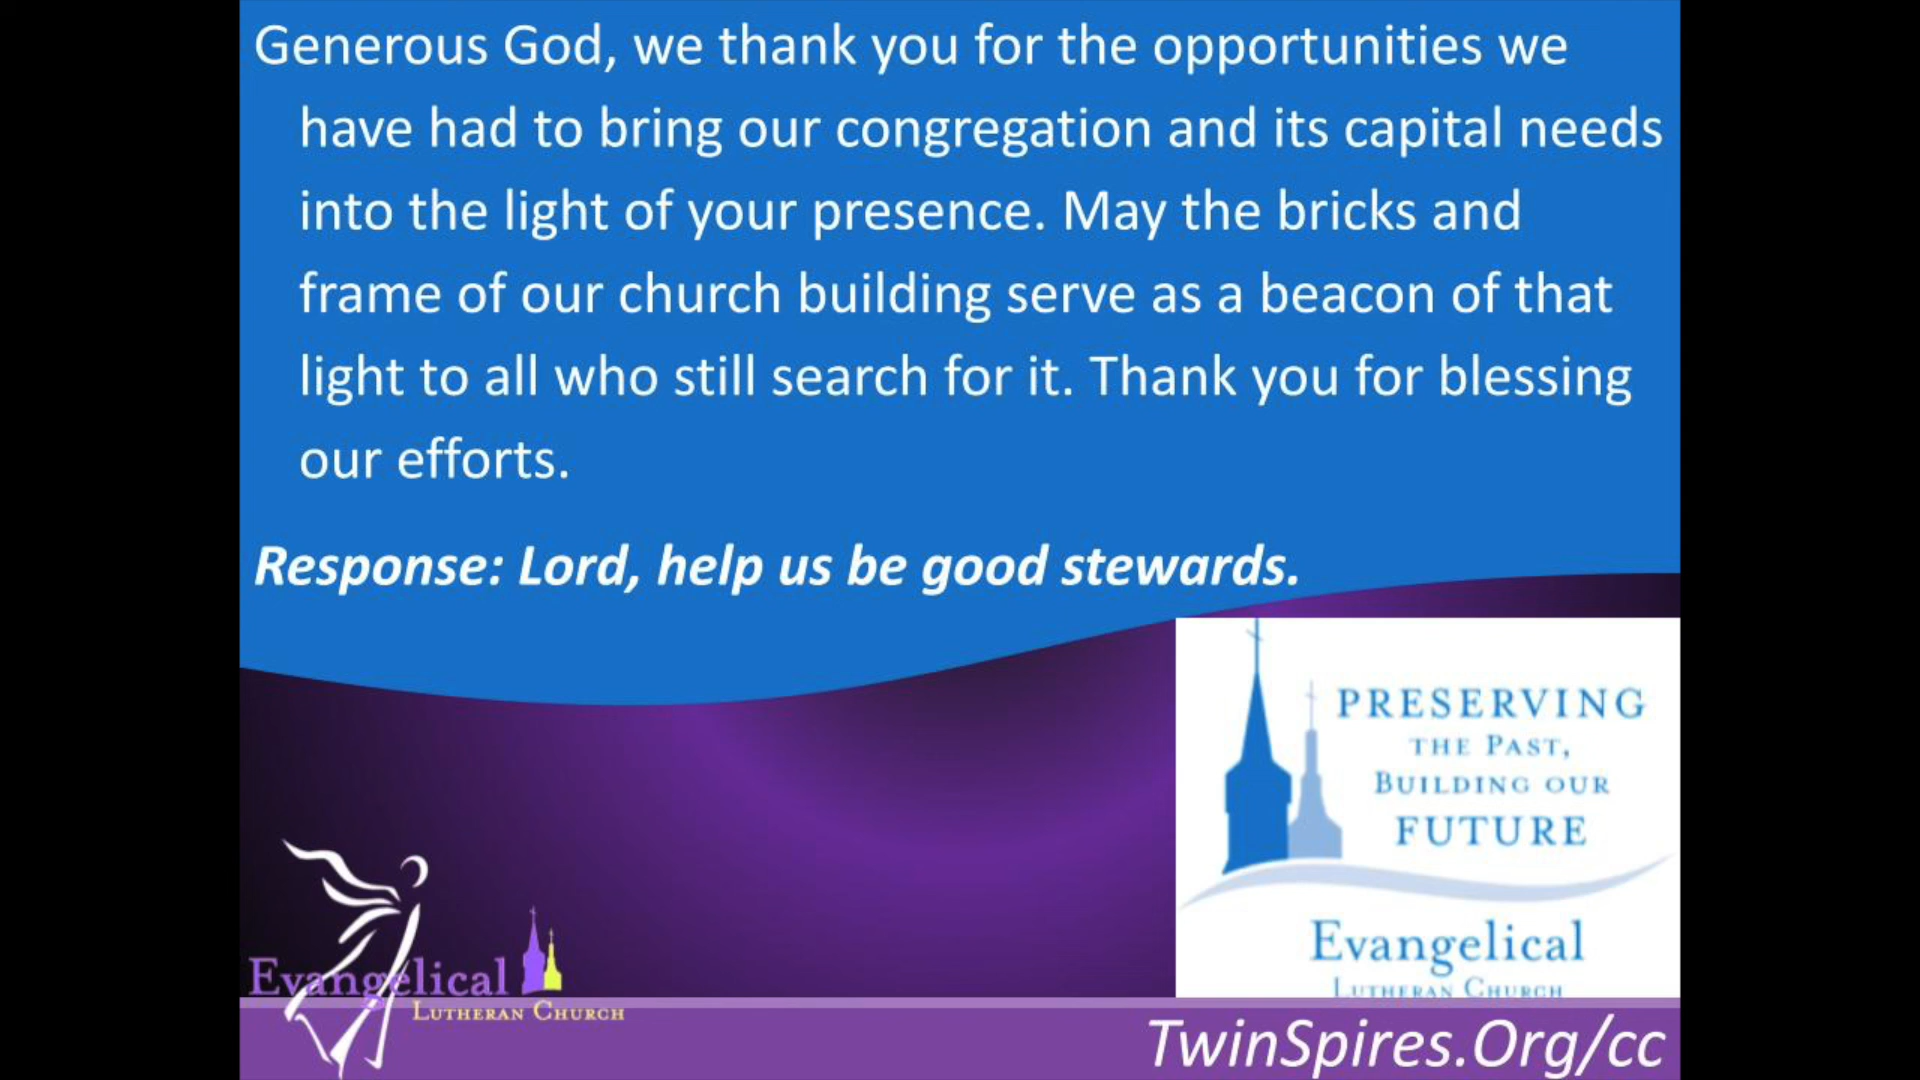 Generous God, we thank you for the opportunities we
have had to bring our congregation and its capital needs
into the light of your presence. May the bricks and
frame of our church building serve as a beacon of that
light to all who still search for it. Thank you for blessing
our efforts.
Response: Lord, help us be good stewards.
PRESERVING
THE PAST,
BUILDING OUR
FUTURE
Evangelical
LUTHERAN CHURCH
Evangelical
LUTHERAN CHURCH
TwinSpires.Org/cc